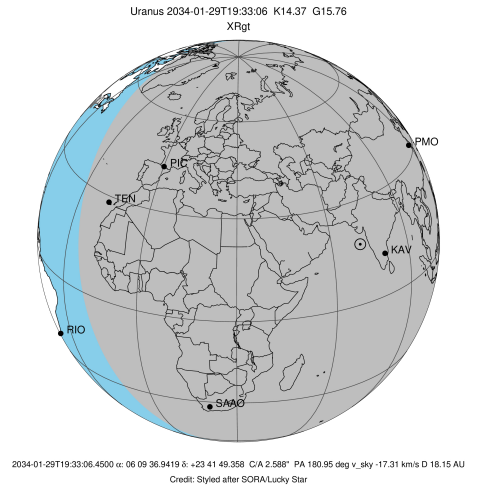 Uranus 2034-01-29T19:33:06 K14.37 G15.76
XRgt
PMO
PIC
TEN
KAV
RIO
SAAO
2034-01-29T19:33:06.4500 α: 06 09 36.9419 δ: +23 41 49.358 C/A 2.588" PA 180.95 deg v_sky -17.31 km/s D 18.15 AU
Credit: Styled after SORA/Lucky Star